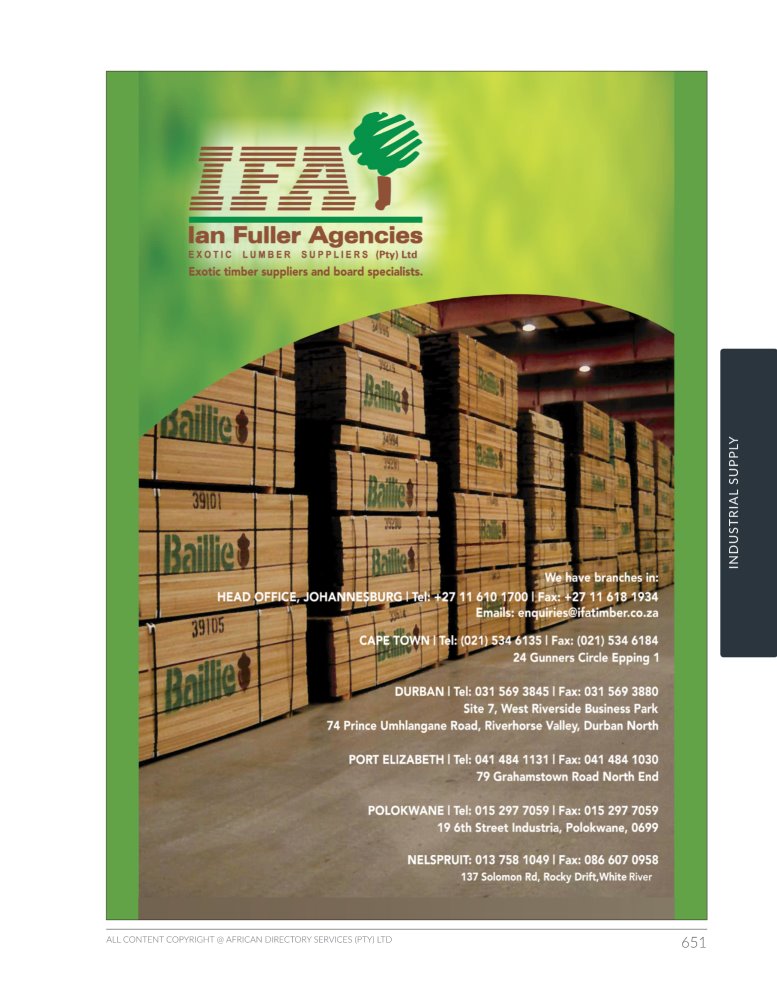 IFA
Ian Fuller Agencies
EXOTIC LUMBER SUPPLIERS (Pty) Ltd
Exotic timber suppliers and board specialists.
Baillie
39101
Baillie
39105
Baillie
Baillie
34994
Baillie
Baillie
Baillie
Baillie
Baillie
Baillie
We have branches in:
HEAD OFFICE, JOHANNESBURG | Tel: +27 11 610 1700 | Fax: +27 11 618 1934
Emails: enquiries@ifatimber.co.za
CAPE TOWN | Tel: (021) 534 6135 | Fax: (021) 534 6184
24 Gunners Circle Epping 1
DURBAN | Tel: 031 569 3845 | Fax: 031 569 3880
Site 7, West Riverside Business Park
74 Prince Umhlangane Road, Riverhorse Valley, Durban North
PORT ELIZABETH | Tel: 041 484 1131 | Fax: 041 484 1030
79 Grahamstown Road North End
POLOKWANE | Tel: 015 297 7059 | Fax: 015 297 7059
19 6th Street Industria, Polokwane, 0699
NELSPRUIT: 013 758 1049 | Fax: 086 607 0958
137 Solomon Rd, Rocky Drift,White River
INDUSTRIAL SUPPLY
ALL CONTENT COPYRIGHT @ AFRICAN DIRECTORY SERVICES (PTY) LTD
651